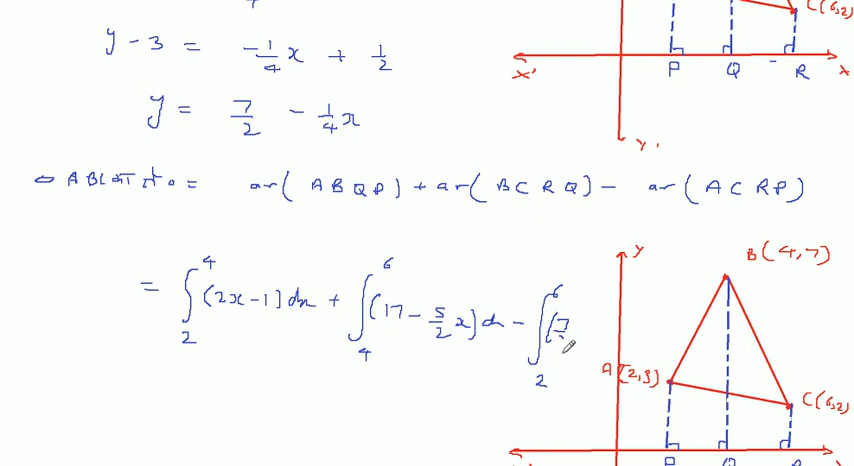 C(6,2)
y - 3 = -1/4 x + 1/2
X' P Q R X
y = 7/2 - 1/4 x
Y'
ABC का = ar( ABQP) + ar( BCRQ) - ar( ACRP)
Y
B(4,7)
= ∫₂⁴ (2x-1)dx + ∫₄⁶ (17 - 5/2 x)dx - ∫₂⁶ (7/
A(2,3)
C(6,2)
P Q R